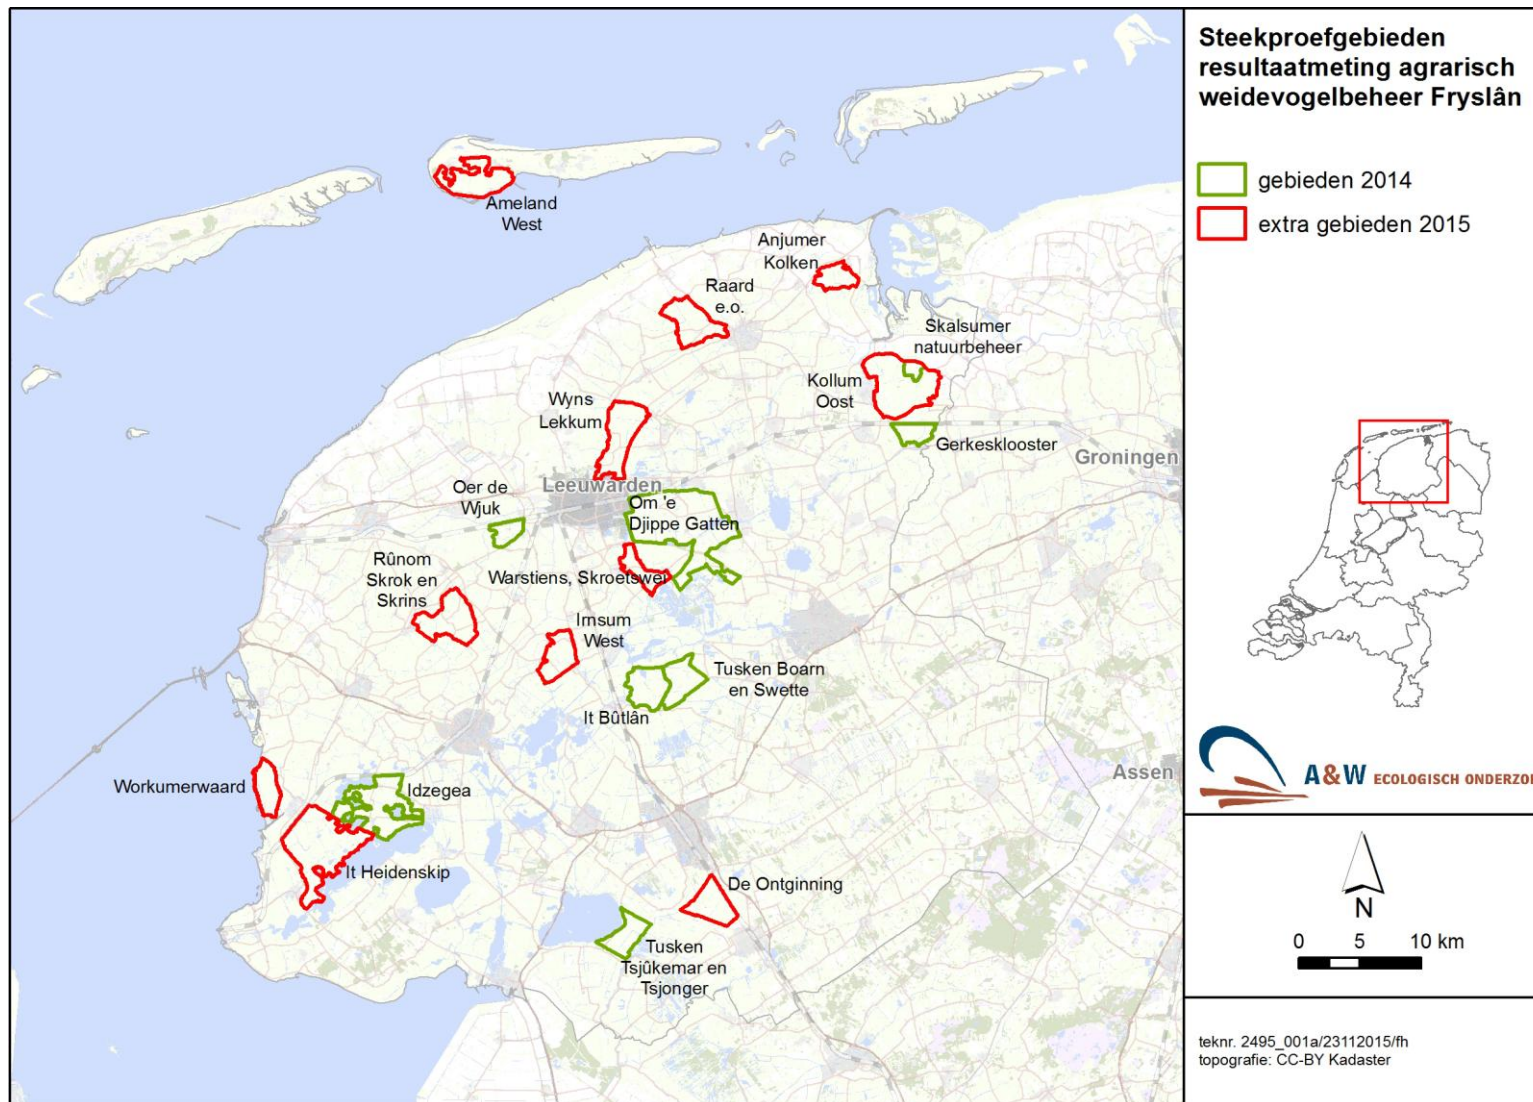 Steekproefgebieden
resultaatmeting agrarisch
weidevogelbeheer Fryslân
gebieden 2014
extra gebieden 2015
Ameland
West
Anjumer
Kolken
Raard
e.o.
Skalsumer
natuurbeheer
Kollum
Oost
Wyns
Lekkum
Gerkesklooster
Groningen
Leeuwarden
Oer de
Wjuk
Om 'e
Djippe Gatten
Rûnom
Skrok en
Skrins
Warstiens, Skroetswei
Irnsum
West
Tusken Boarn
en Swette
It Bûtlân
Assen
Workumerwaard
Idzegea
It Heidenskip
De Ontginning
Tusken
Tsjûkemar en
Tsjonger
A&W ECOLOGISCH ONDERZO
N
0 5 10 km
teknr. 2495_001a/23112015/fh
topografie: CC-BY Kadaster